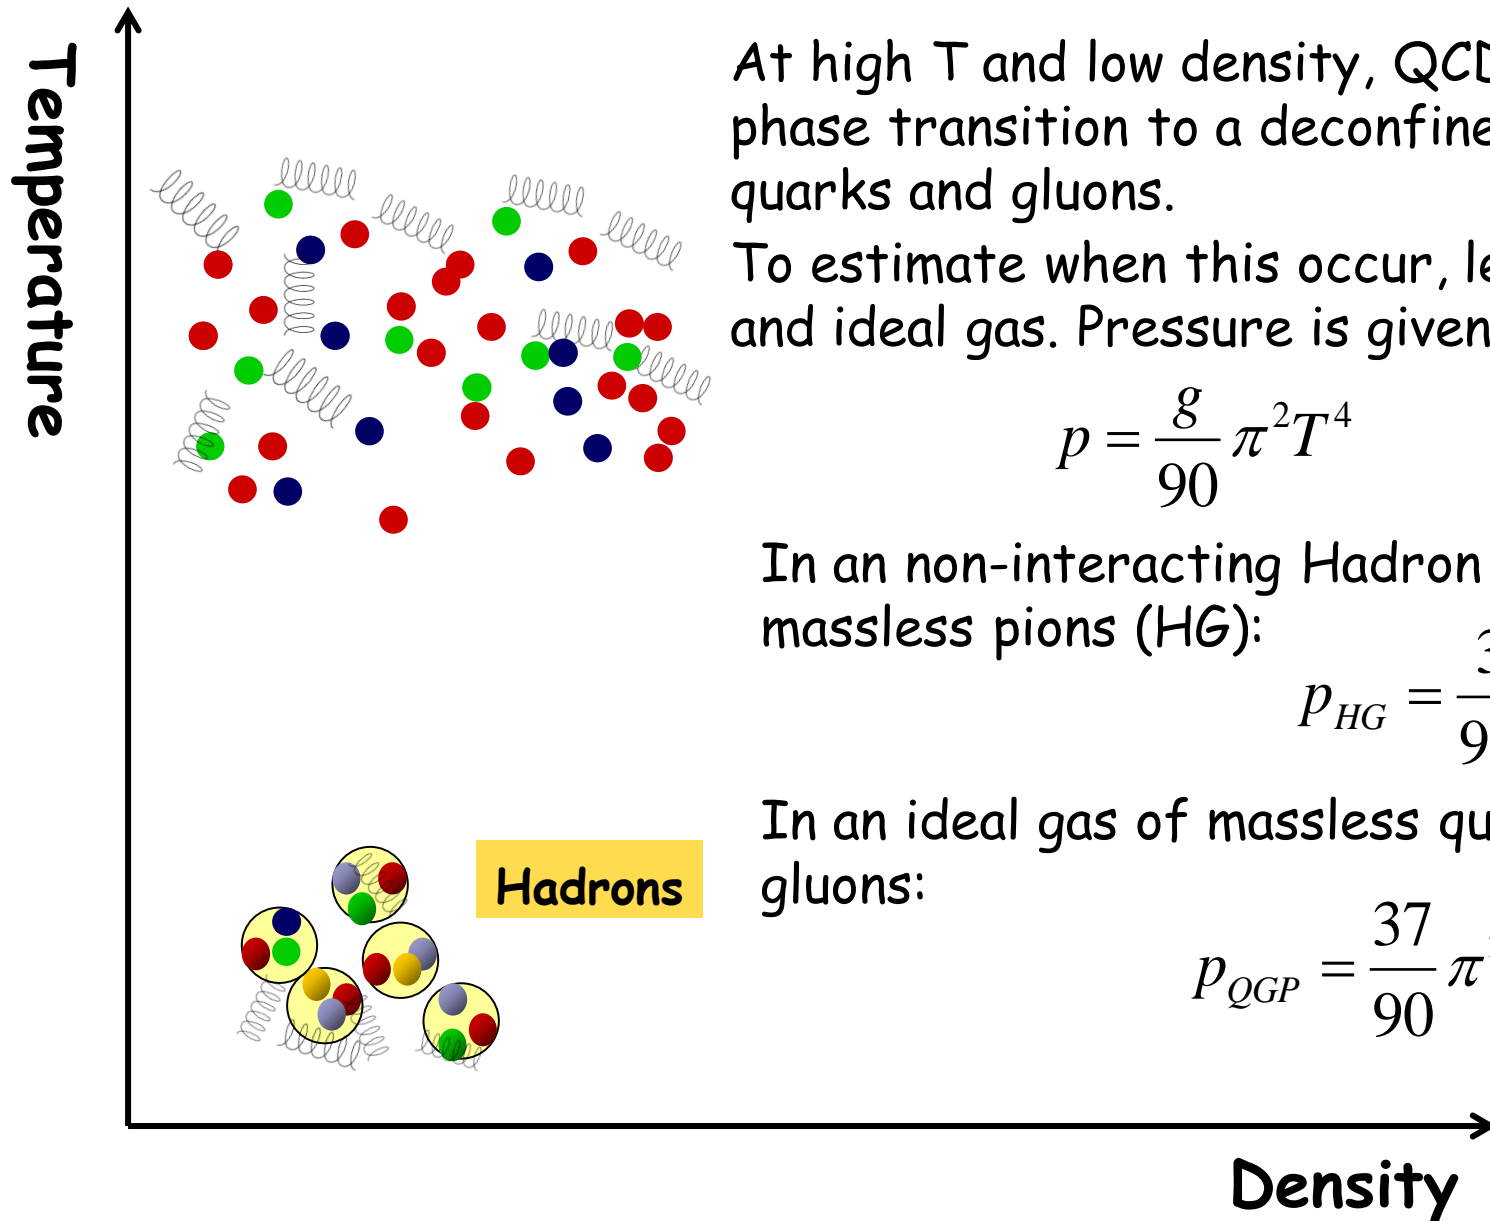 Temperature
At high T and low density, QCD
phase transition to a deconfine
quarks and gluons.
To estimate when this occur, le
and ideal gas. Pressure is given
p = g/90 π²T⁴
In an non-interacting Hadron
massless pions (HG):
p_HG = 3/9
In an ideal gas of massless qu
gluons:
p_QGP = 37/90 π
Hadrons
Density